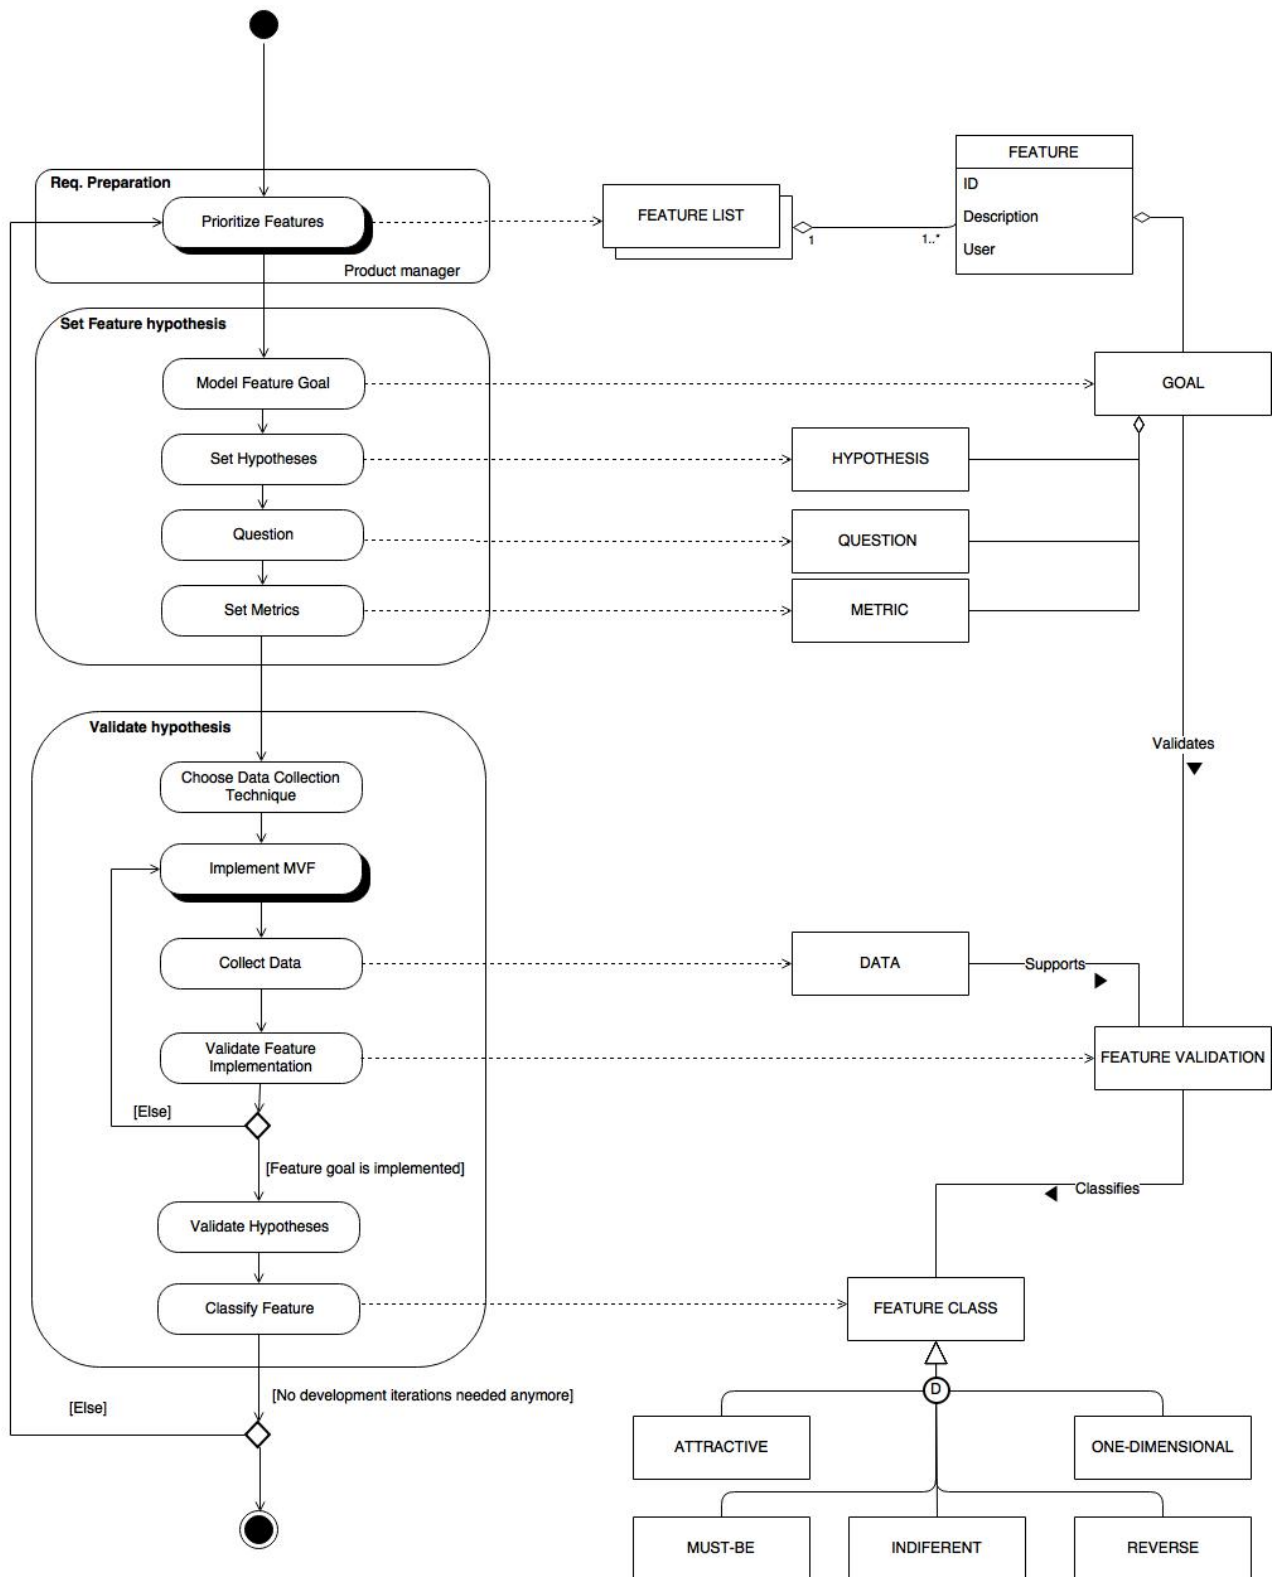 Req. Preparation
Prioritize Features
Product manager
FEATURE LIST
1
1..*
FEATURE
ID
Description
User
Set Feature hypothesis
Model Feature Goal
GOAL
Set Hypotheses
HYPOTHESIS
Question
QUESTION
Set Metrics
METRIC
Validate hypothesis
Validates
Choose Data Collection
Technique
Implement MVF
Collect Data
DATA
Supports
Validate Feature
Implementation
FEATURE VALIDATION
[Else]
[Feature goal is implemented]
Classifies
Validate Hypotheses
Classify Feature
FEATURE CLASS
[No development iterations needed anymore]
[Else]
D
ATTRACTIVE
ONE-DIMENSIONAL
MUST-BE
INDIFERENT
REVERSE